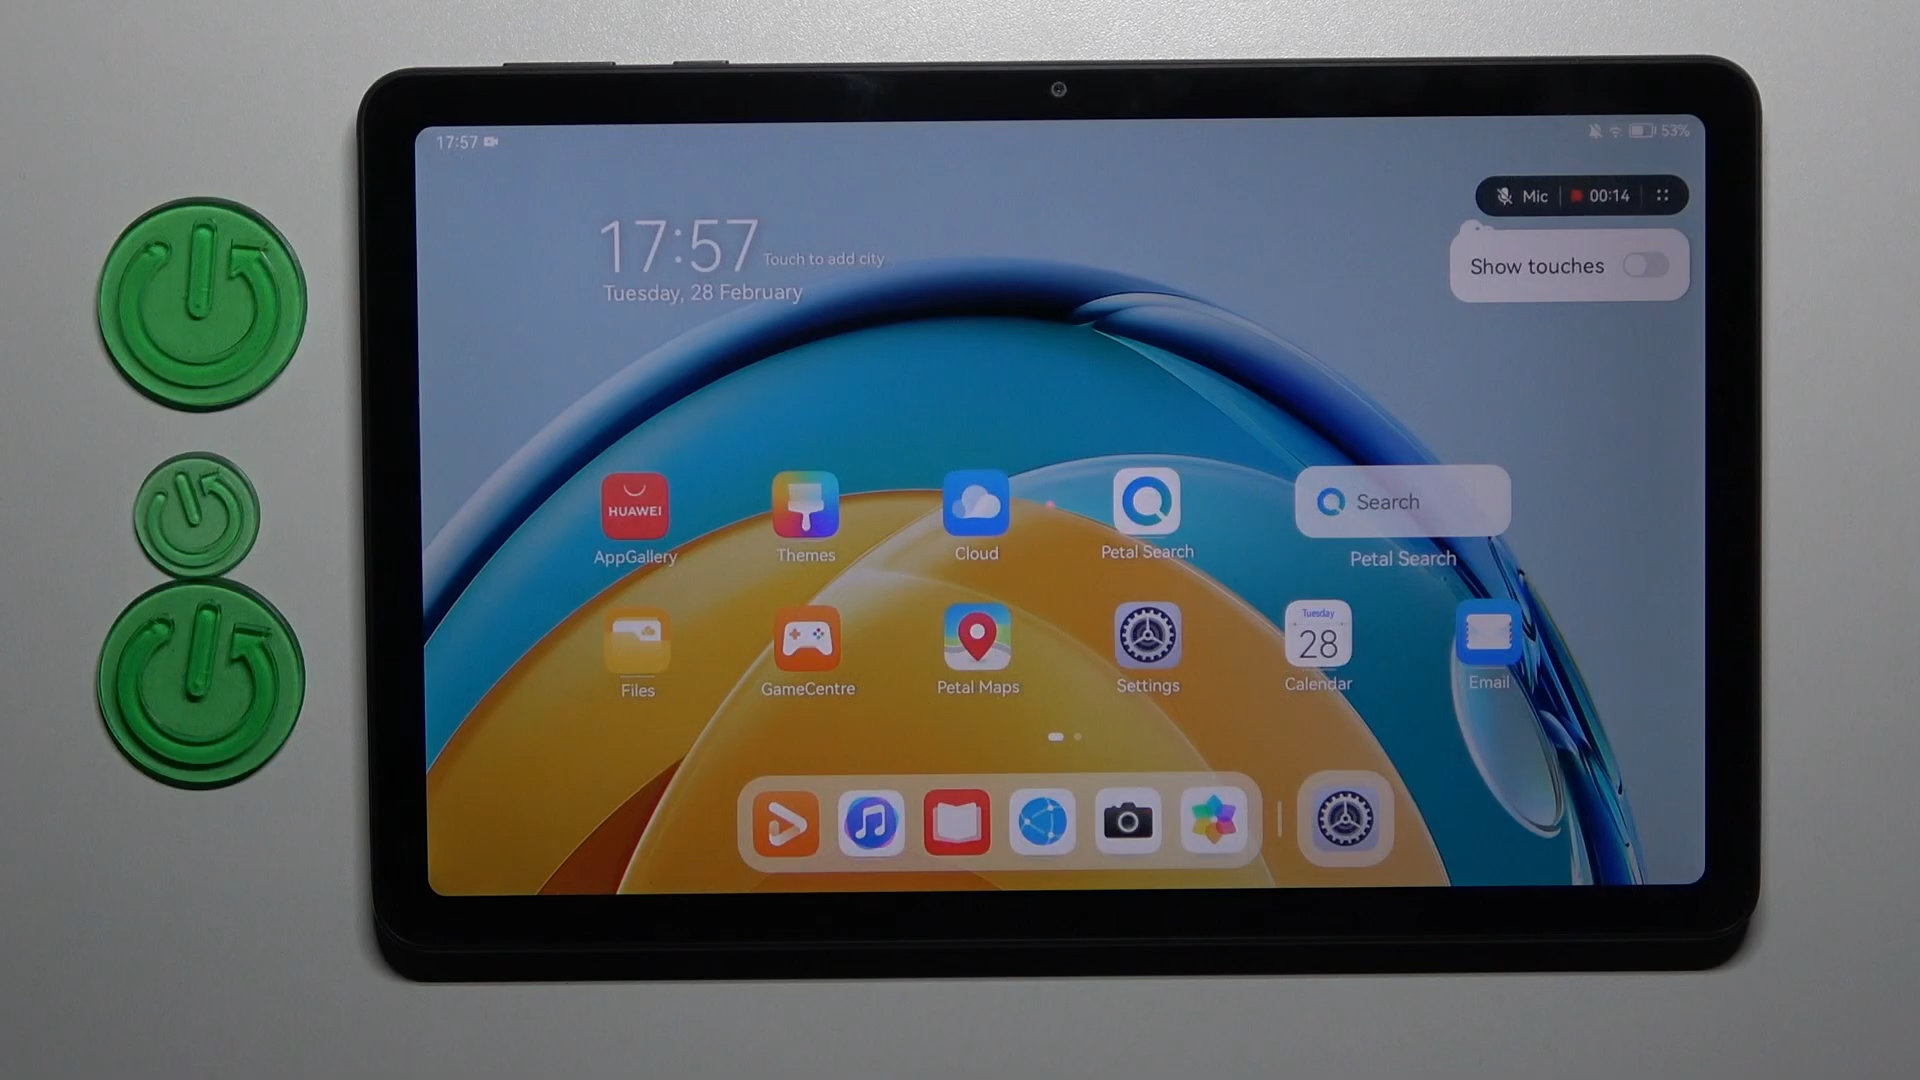 17:57
53%
Mic
00:14
Show touches
17:57 Touch to add city
Tuesday, 28 February
HUAWEI
AppGallery
Themes
Cloud
Petal Search
Search
Petal Search
Files
GameCentre
Petal Maps
Settings
Tuesday
28
Calendar
Email